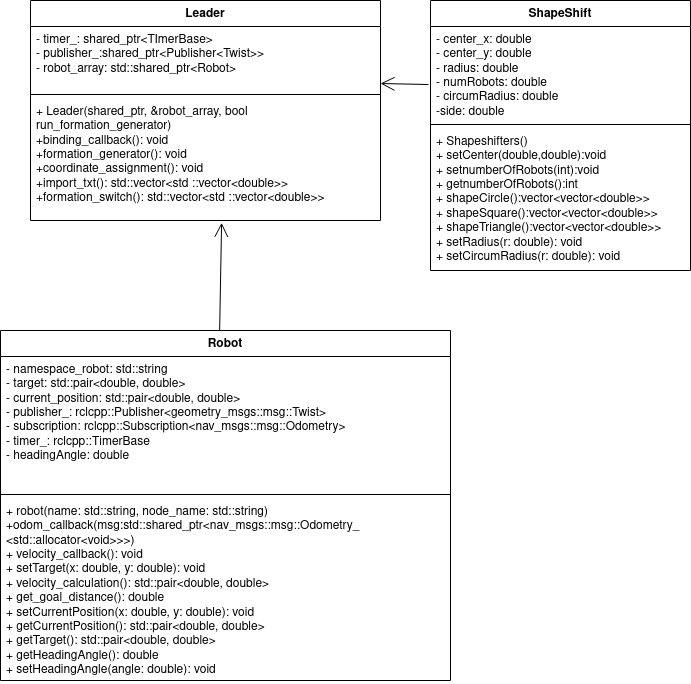 Leader
- timer_: shared_ptr<TImerBase>
- publisher_:shared_ptr<Publisher<Twist>>
- robot_array: std::shared_ptr<Robot>
+ Leader(shared_ptr, &robot_array, bool
run_formation_generator)
+binding_callback(): void
+formation_generator(): void
+coordinate_assignment(): void
+import_txt(): std::vector<std ::vector<double>>
+formation_switch(): std::vector<std ::vector<double>>
ShapeShift
- center_x: double
- center_y: double
- radius: double
- numRobots: double
- circumRadius: double
-side: double
+ Shapeshifters()
+ setCenter(double,double):void
+ setnumberOfRobots(int):void
+ getnumberOfRobots():int
+ shapeCircle():vector<vector<double>>
+ shapeSquare():vector<vector<double>>
+ shapeTriangle():vector<vector<double>>
+ setRadius(r: double): void
+ setCircumRadius(r: double): void
Robot
- namespace_robot: std::string
- target: std::pair<double, double>
- current_position: std::pair<double, double>
- publisher_: rclcpp::Publisher<geometry_msgs::msg::Twist>
- subscription: rclcpp::Subscription<nav_msgs::msg::Odometry>
- timer_: rclcpp::TimerBase
- headingAngle: double
+ robot(name: std::string, node_name: std::string)
+odom_callback(msg:std::shared_ptr<nav_msgs::msg::Odometry_
<std::allocator<void>>>)
+ velocity_callback(): void
+ setTarget(x: double, y: double): void
+ velocity_calculation(): std::pair<double, double>
+ get_goal_distance(): double
+ setCurrentPosition(x: double, y: double): void
+ getCurrentPosition(): std::pair<double, double>
+ getTarget(): std::pair<double, double>
+ getHeadingAngle(): double
+ setHeadingAngle(angle: double): void